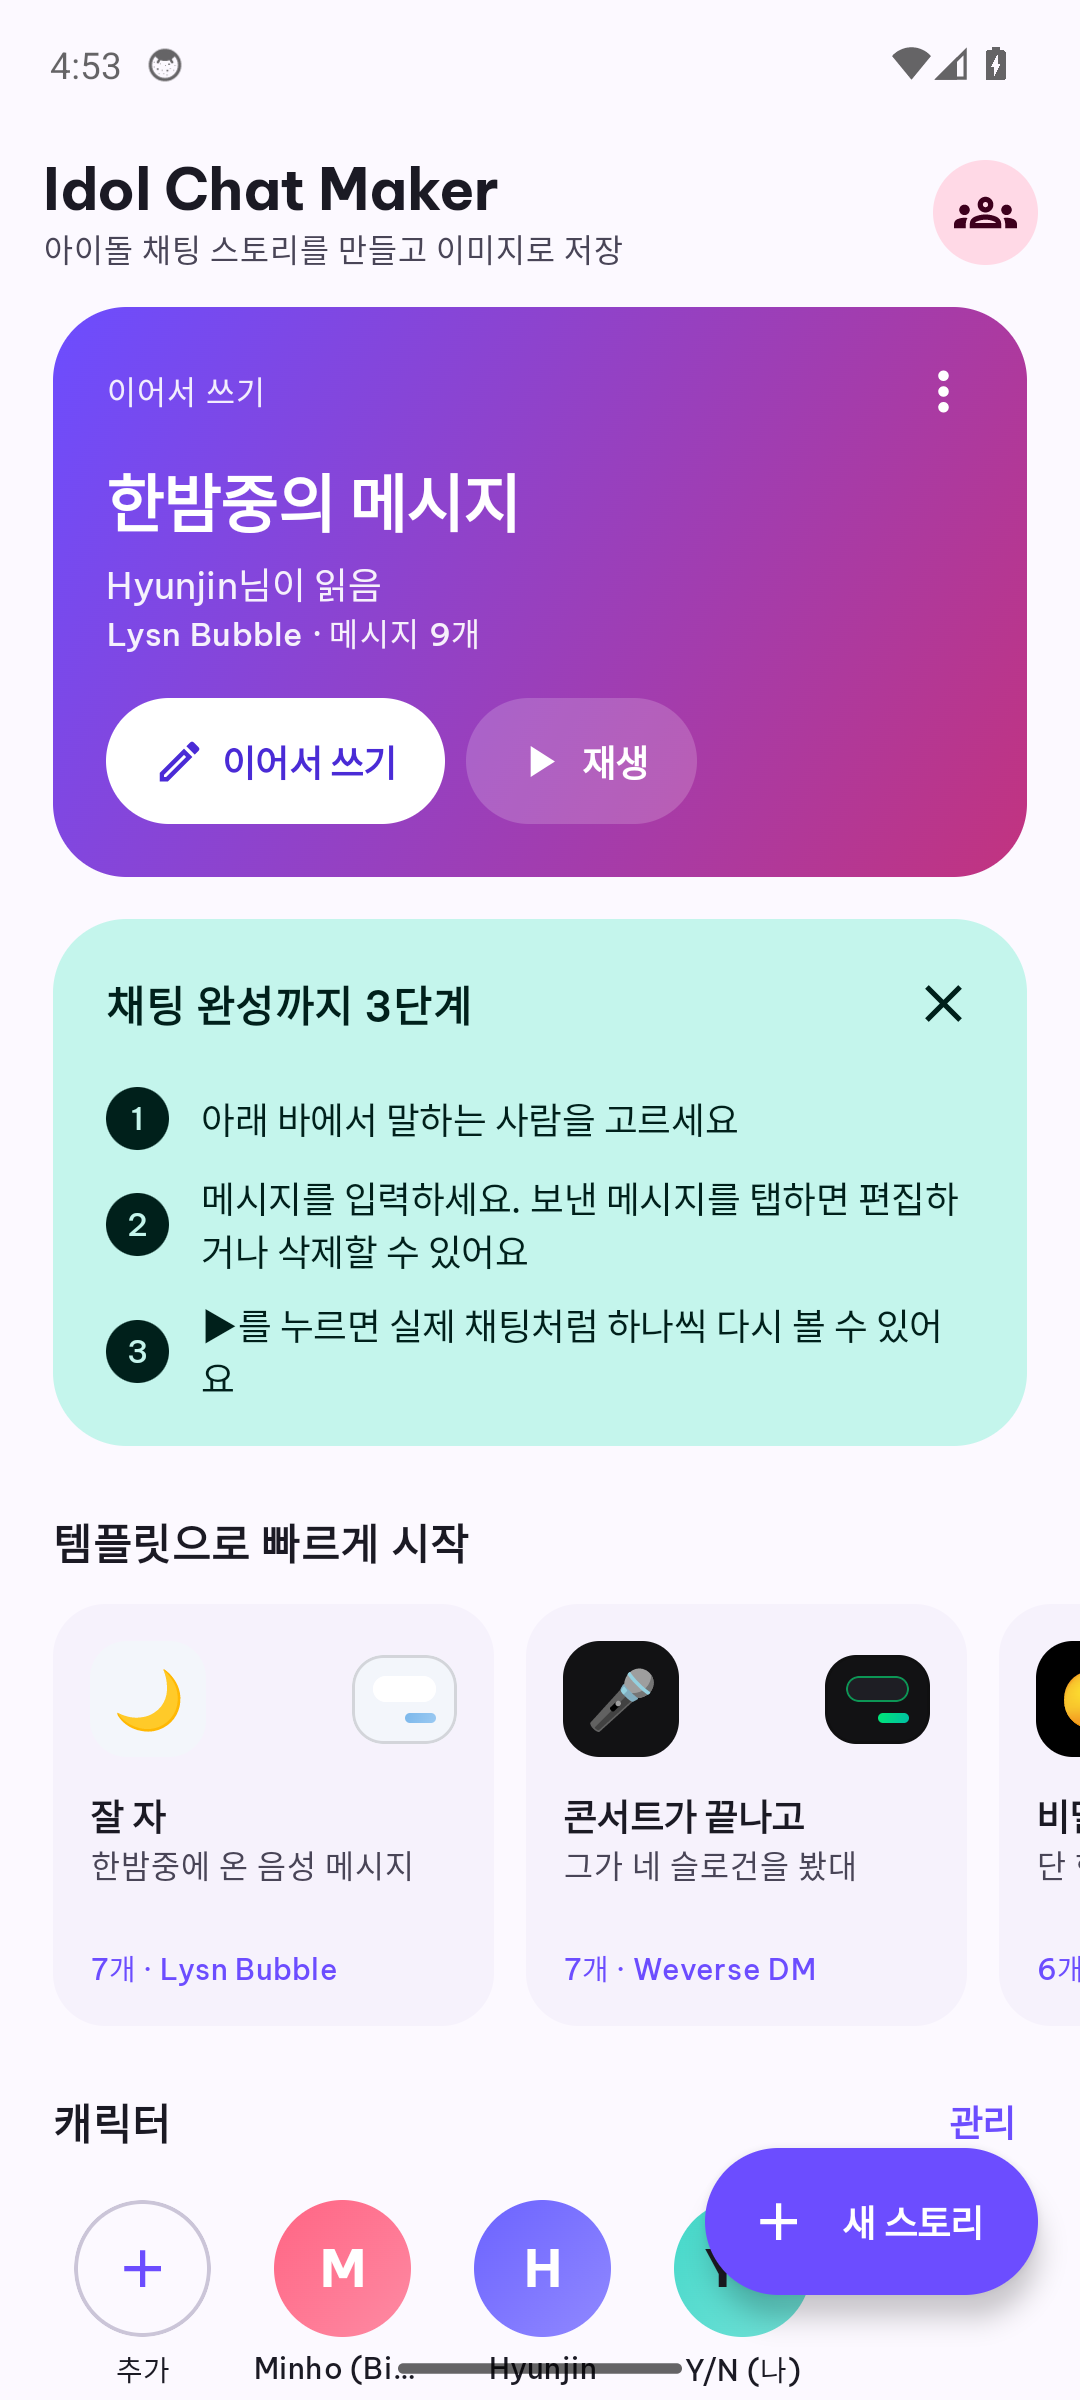 4:53
Idol Chat Maker
아이돌 채팅 스토리를 만들고 이미지로 저장
이어서 쓰기
한밤중의 메시지
Hyunjin님이 읽음
Lysn Bubble · 메시지 9개
이어서 쓰기
재생
채팅 완성까지 3단계
1 아래 바에서 말하는 사람을 고르세요
2 메시지를 입력하세요. 보낸 메시지를 탭하면 편집하
거나 삭제할 수 있어요
3 ▶를 누르면 실제 채팅처럼 하나씩 다시 볼 수 있어
요
템플릿으로 빠르게 시작
잘 자
한밤중에 온 음성 메시지
7개 · Lysn Bubble
콘서트가 끝나고
그가 네 슬로건을 봤대
7개 · Weverse DM
단
6개
캐릭터
관리
새 스토리
M
H
추가
Minho (Bi...
Hyunjin
Y/N (나)